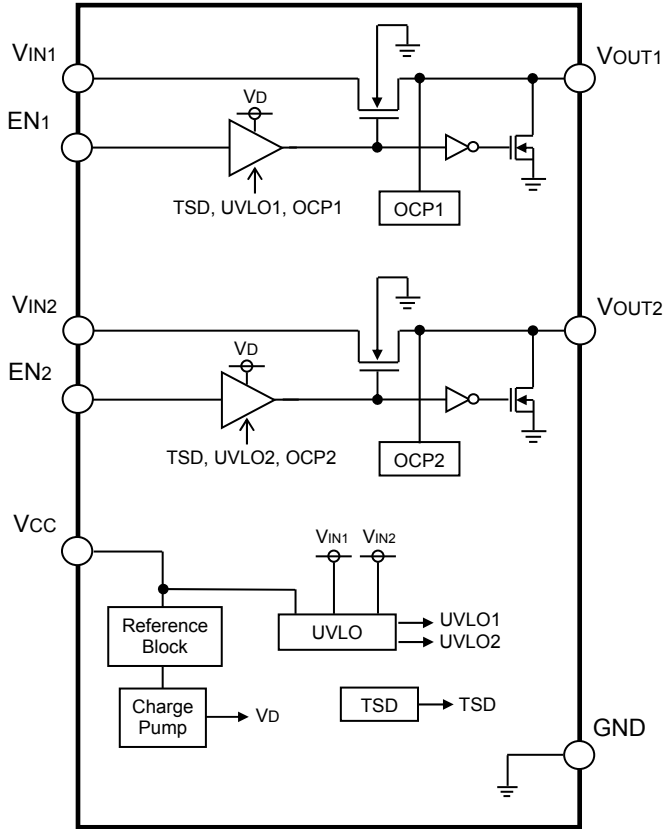 VIN1
VOUT1
EN1
VD
TSD, UVLO1, OCP1
OCP1
VIN2
VOUT2
EN2
VD
TSD, UVLO2, OCP2
OCP2
VCC
VIN1
VIN2
Reference
Block
UVLO
UVLO1
UVLO2
Charge
Pump
VD
TSD
TSD
GND